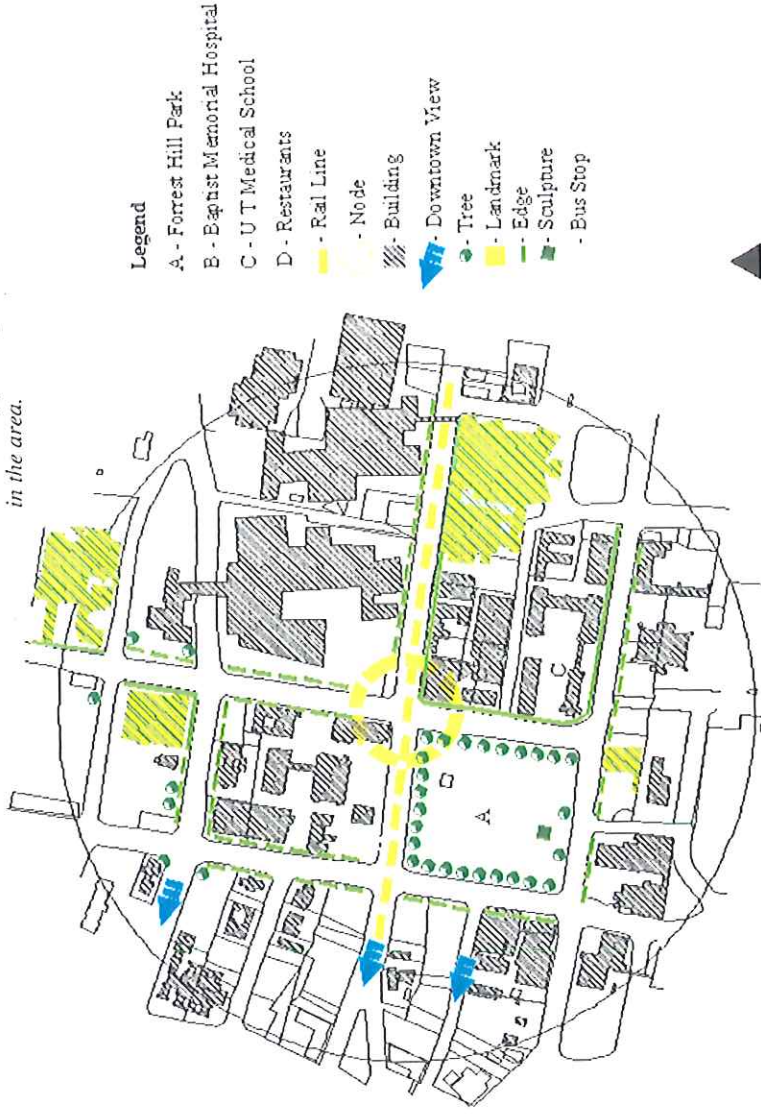 in the area.
Legend
A - Forrest Hill Park
B - Baptist Memorial Hospital
C - U T Medical School
D - Restaurants
- Rail Line
- Node
- Building
- Downtown View
- Tree
- Landmark
- Edge
- Sculpture
- Bus Stop
A
C